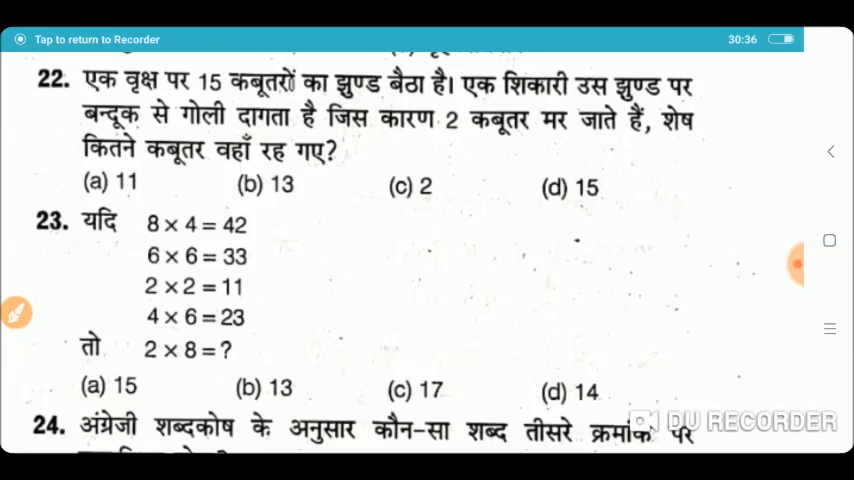 Tap to return to Recorder
30:36
22. एक वृक्ष पर 15 कबूतरों का झुण्ड बैठा है। एक शिकारी उस झुण्ड पर
बन्दूक से गोली दागता है जिस कारण 2 कबूतर मर जाते हैं, शेष
कितने कबूतर वहाँ रह गए?
(a) 11 (b) 13 (c) 2 (d) 15
23. यदि 8 × 4 = 42
6 × 6 = 33
2 × 2 = 11
4 × 6 = 23
तो 2 × 8 = ?
(a) 15 (b) 13 (c) 17 (d) 14
24. अंग्रेजी शब्दकोष के अनुसार कौन-सा शब्द तीसरे क्रमांक पर
DU RECORDER